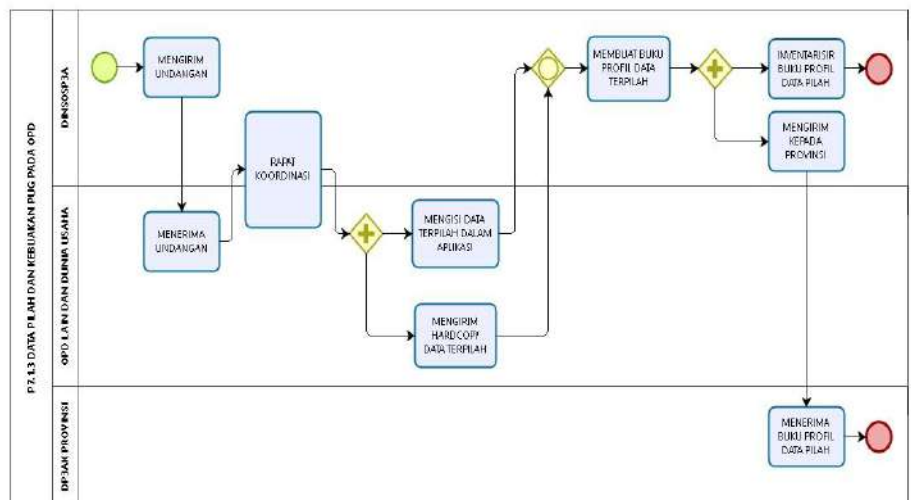 P7.1.3 DATA PILAH DAN KEBIJAKAN PUG PADA OPD
DINSOSP3A
MENGIRIM
UNDANGAN
RAPAT
KOORDINASI
MEMBUAT BUKU
PROFIL DATA
TERPILAH
INVENTARISIR
BUKU PROFIL
DATA PILAH
MENGIRIM
KEPADA
PROVINSI
OPD LAIN DAN DUNIA USAHA
MENERIMA
UNDANGAN
MENGISI DATA
TERPILAH DALAM
APLIKASI
MENGIRIM
HARDCOPY
DATA TERPILAH
DP3AK PROVINSI
MENERIMA
BUKU PROFIL
DATA PILAH